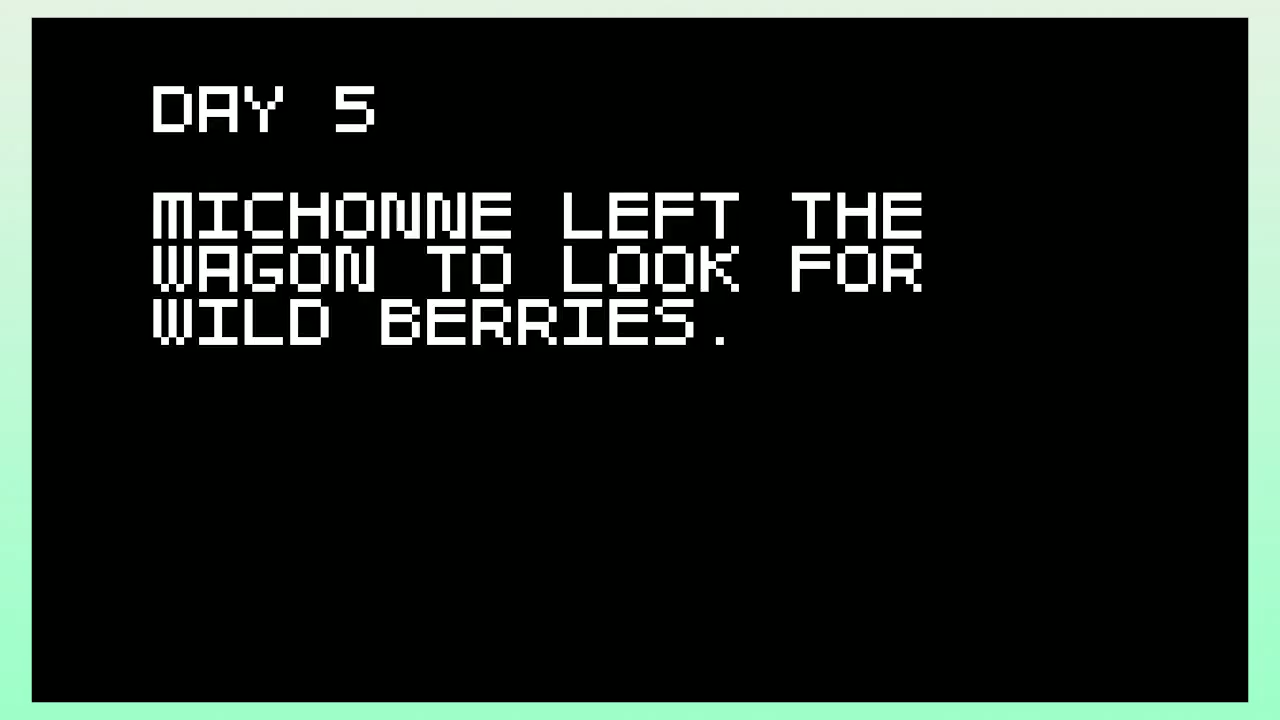 DAY 5
MICHONNE LEFT THE
WAGON TO LOOK FOR
WILD BERRIES.